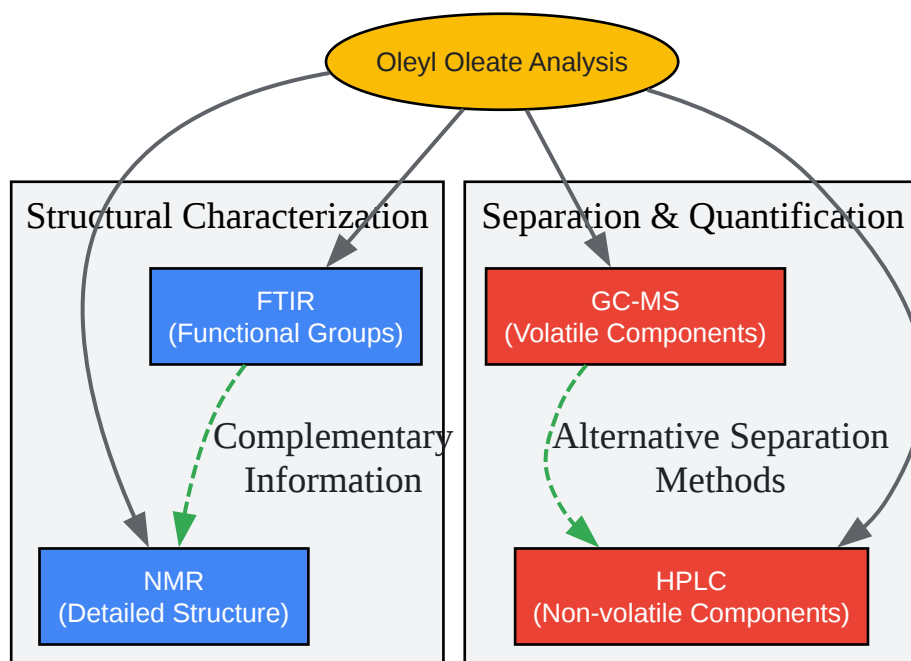 Oleyl Oleate Analysis
Structural Characterization
Separation & Quantification
FTIR
(Functional Groups)
GC-MS
(Volatile Components)
Complementary
Information
Alternative Separation
Methods
NMR
(Detailed Structure)
HPLC
(Non-volatile Components)